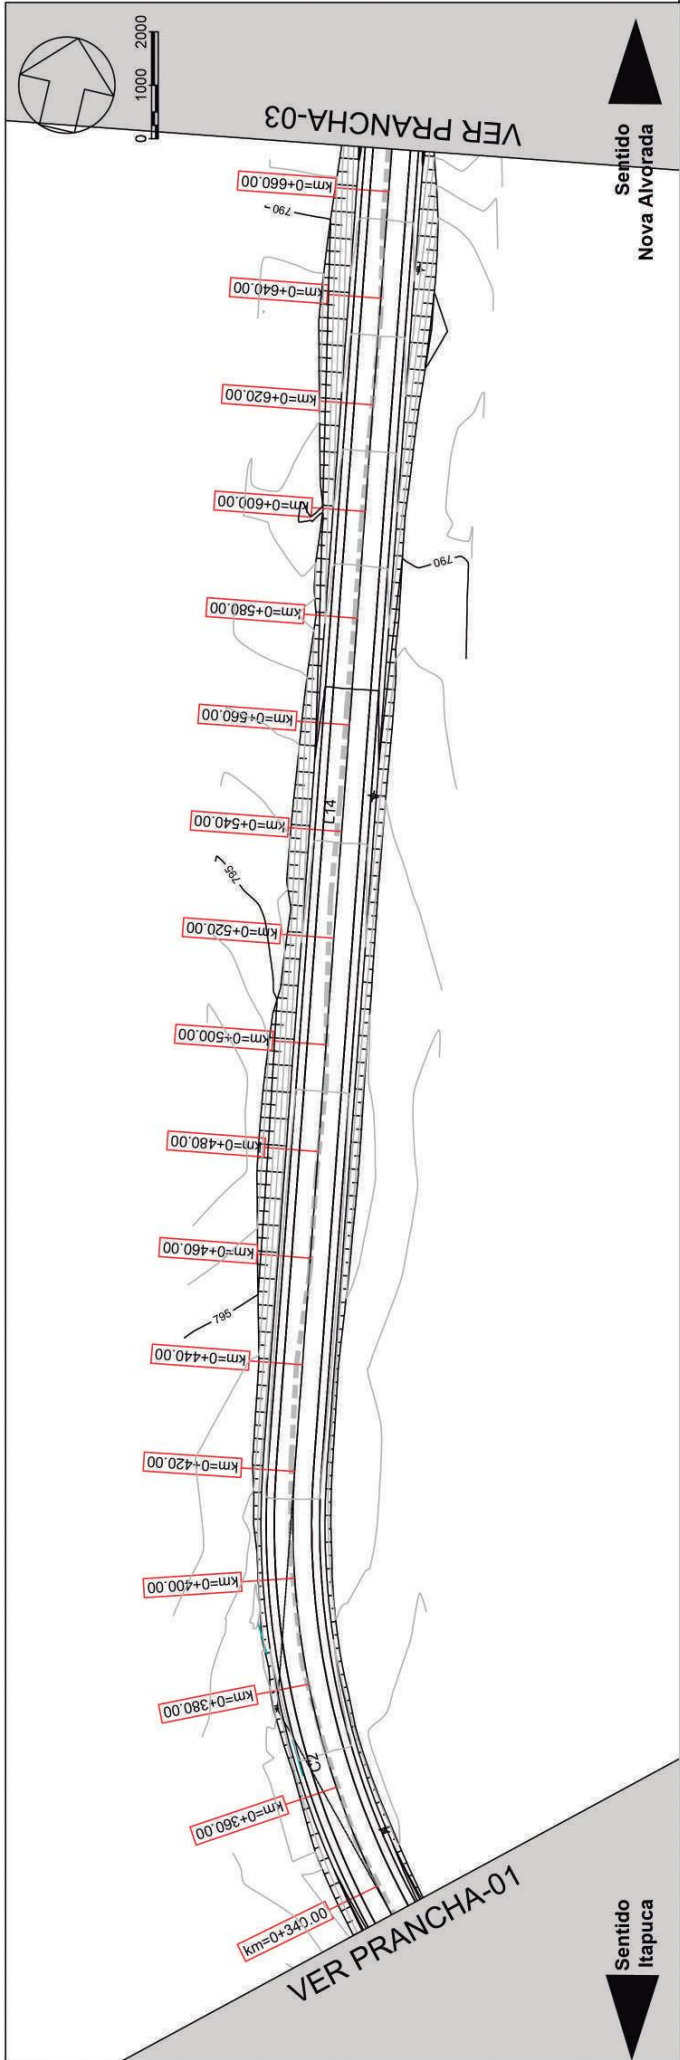 0 1000 2000
VER PRANCHA-03
Sentido
Nova Alvorada
km=0+660.00
790
km=0+640.00
km=0+620.00
km=0+600.00
790
km=0+580.00
km=0+560.00
L14
km=0+540.00
795
km=0+520.00
km=0+500.00
km=0+480.00
km=0+460.00
795
km=0+440.00
km=0+420.00
km=0+400.00
km=0+380.00
C2
km=0+360.00
km=0+340.00
VER PRANCHA-01
Sentido
Itapuca